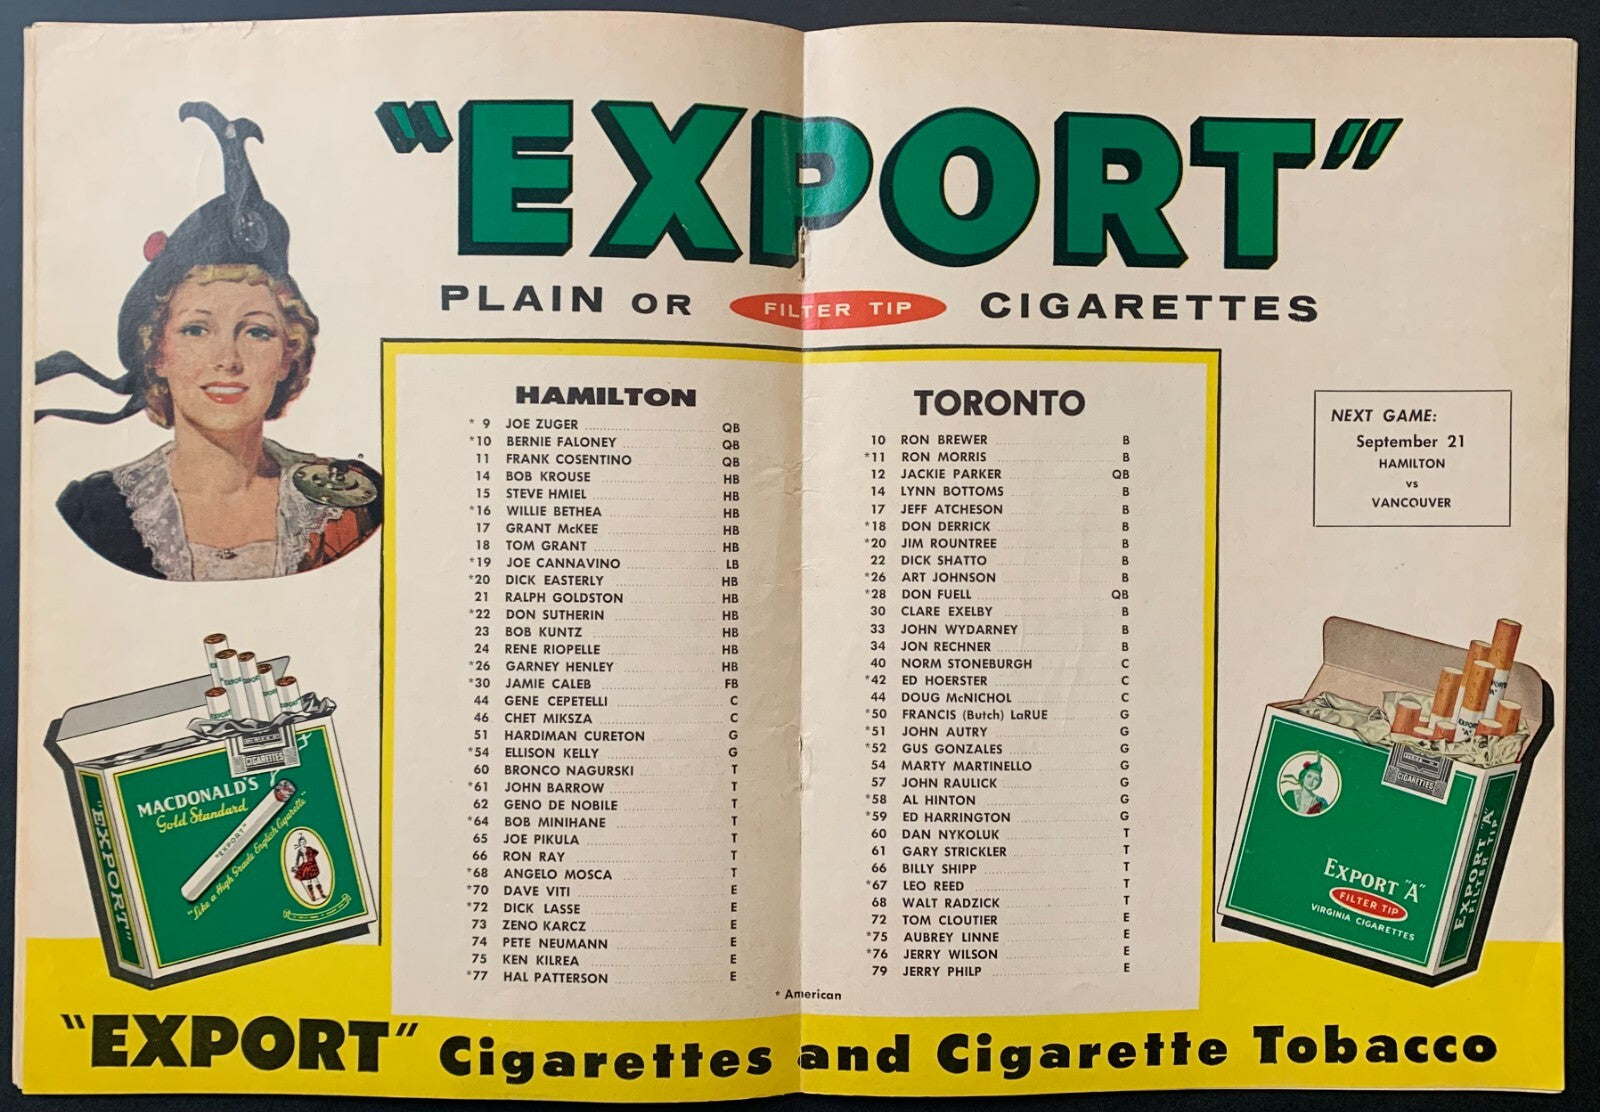 "EXPORT"
PLAIN OR FILTER TIP CIGARETTES
HAMILTON
* 9 JOE ZUGER QB
*10 BERNIE FALONEY QB
11 FRANK COSENTINO QB
14 BOB KROUSE HB
15 STEVE HMIEL HB
*16 WILLIE BETHEA HB
17 GRANT McKEE HB
18 TOM GRANT HB
*19 JOE CANNAVINO LB
*20 DICK EASTERLY HB
21 RALPH GOLDSTON HB
*22 DON SUTHERIN HB
23 BOB KUNTZ HB
24 RENE RIOPELLE HB
*26 GARNEY HENLEY HB
*30 JAMIE CALEB FB
44 GENE CEPETELLI C
46 CHET MIKSZA C
51 HARDIMAN CURETON G
*54 ELLISON KELLY G
60 BRONCO NAGURSKI T
*61 JOHN BARROW T
62 GENO DE NOBILE T
*64 BOB MINIHANE T
65 JOE PIKULA T
66 RON RAY T
*68 ANGELO MOSCA T
*70 DAVE VITI E
*72 DICK LASSE E
73 ZENO KARCZ E
74 PETE NEUMANN E
75 KEN KILREA E
*77 HAL PATTERSON E
TORONTO
10 RON BREWER B
*11 RON MORRIS B
12 JACKIE PARKER QB
14 LYNN BOTTOMS B
17 JEFF ATCHESON B
*18 DON DERRICK B
*20 JIM ROUNTREE B
22 DICK SHATTO B
*26 ART JOHNSON B
*28 DON FUELL QB
30 CLARE EXELBY B
33 JOHN WYDARNEY B
34 JON RECHNER B
40 NORM STONEBURGH C
*42 ED HOERSTER C
44 DOUG McNICHOL C
*50 FRANCIS (Butch) LaRUE G
*51 JOHN AUTRY G
*52 GUS GONZALES G
54 MARTY MARTINELLO G
57 JOHN RAULICK G
*58 AL HINTON G
*59 ED HARRINGTON G
60 DAN NYKOLUK T
61 GARY STRICKLER T
66 BILLY SHIPP T
*67 LEO REED T
68 WALT RADZICK T
72 TOM CLOUTIER E
*75 AUBREY LINNE E
*76 JERRY WILSON E
79 JERRY PHILP E
* American
NEXT GAME:
September 21
HAMILTON
vs
VANCOUVER
CIGARETTES
MACDONALD'S
Gold Standard
"EXPORT"
"Like a High Grade English Cigarette"
"EXPORT"
CIGARETTES
EXPORT "A"
FILTER TIP
VIRGINIA CIGARETTES
EXPORT "A"
FILTER TIP
"EXPORT" Cigarettes and Cigarette Tobacco